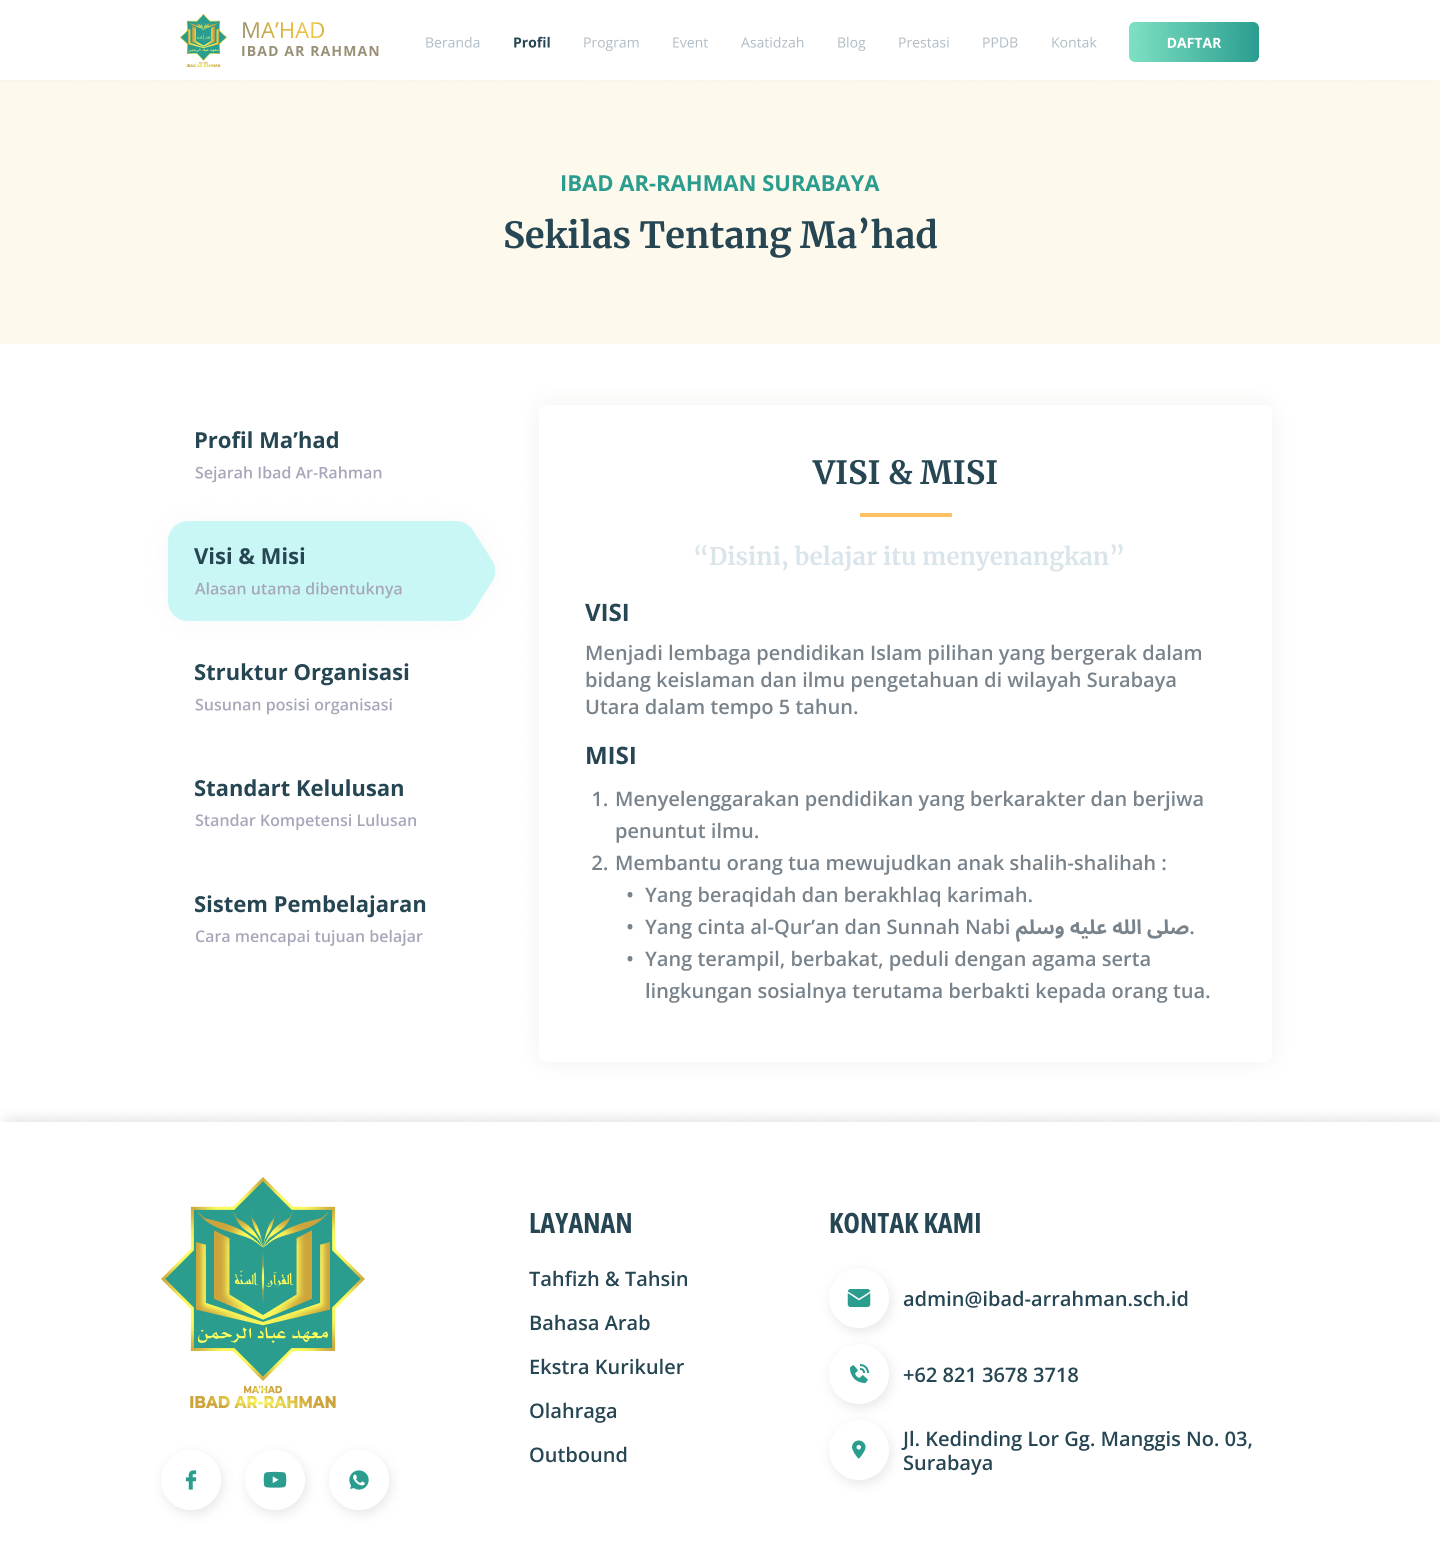 MA’HAD
IBAD AR RAHMAN
Beranda
Profil
Program
Event
Asatidzah
Blog
Prestasi
PPDB
Kontak
DAFTAR
IBAD AR-RAHMAN SURABAYA
Sekilas Tentang Ma’had
Profil Ma’had
Sejarah Ibad Ar-Rahman
Visi & Misi
Alasan utama dibentuknya
Struktur Organisasi
Susunan posisi organisasi
Standart Kelulusan
Standar Kompetensi Lulusan
Sistem Pembelajaran
Cara mencapai tujuan belajar
VISI & MISI
“Disini, belajar itu menyenangkan”
VISI
Menjadi lembaga pendidikan Islam pilihan yang bergerak dalam
bidang keislaman dan ilmu pengetahuan di wilayah Surabaya
Utara dalam tempo 5 tahun.
MISI
1. Menyelenggarakan pendidikan yang berkarakter dan berjiwa
penuntut ilmu.
2. Membantu orang tua mewujudkan anak shalih-shalihah :
• Yang beraqidah dan berakhlaq karimah.
• Yang cinta al-Qur’an dan Sunnah Nabi صلى الله عليه وسلم.
• Yang terampil, berbakat, peduli dengan agama serta
lingkungan sosialnya terutama berbakti kepada orang tua.
القرآن السنة
معهد عباد الرحمن
MA'HAD
IBAD AR-RAHMAN
LAYANAN
Tahfizh & Tahsin
Bahasa Arab
Ekstra Kurikuler
Olahraga
Outbound
KONTAK KAMI
admin@ibad-arrahman.sch.id
+62 821 3678 3718
Jl. Kedinding Lor Gg. Manggis No. 03,
Surabaya